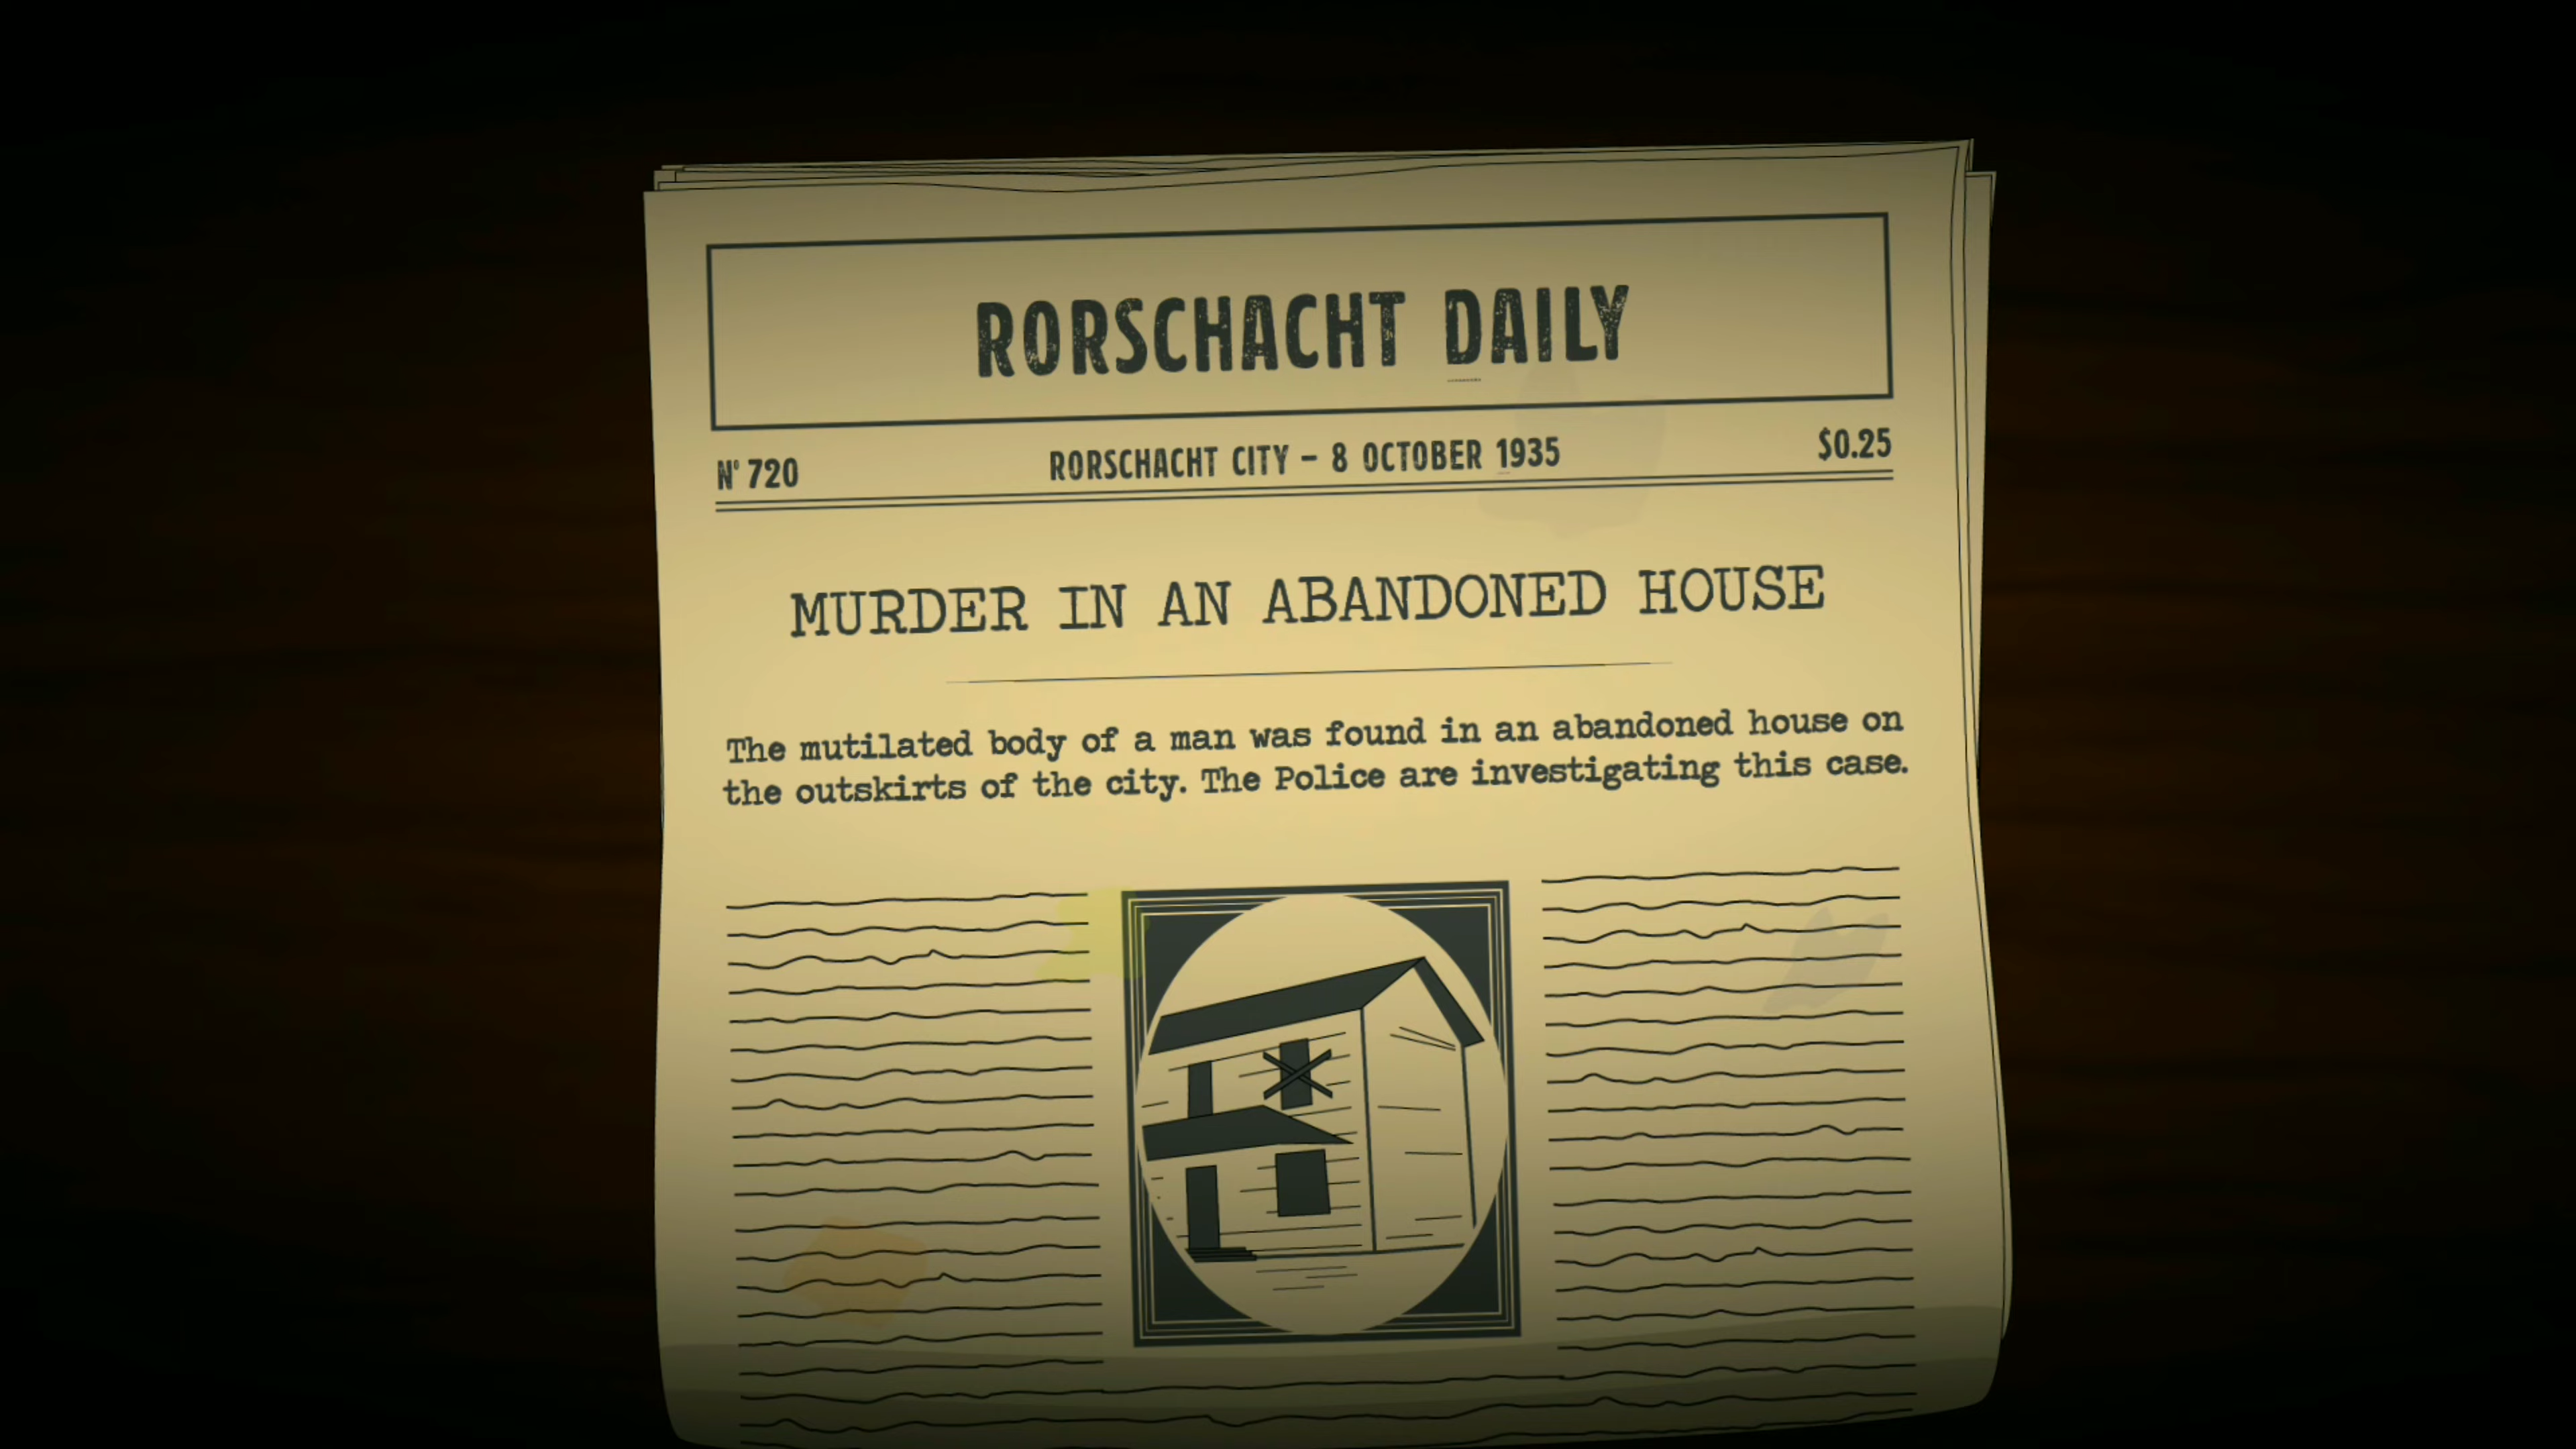 RORSCHACHT DAILY
Nº 720
RORSCHACHT CITY – 8 OCTOBER 1935
$0.25
MURDER IN AN ABANDONED HOUSE
The mutilated body of a man was found in an abandoned house on
the outskirts of the city. The Police are investigating this case.